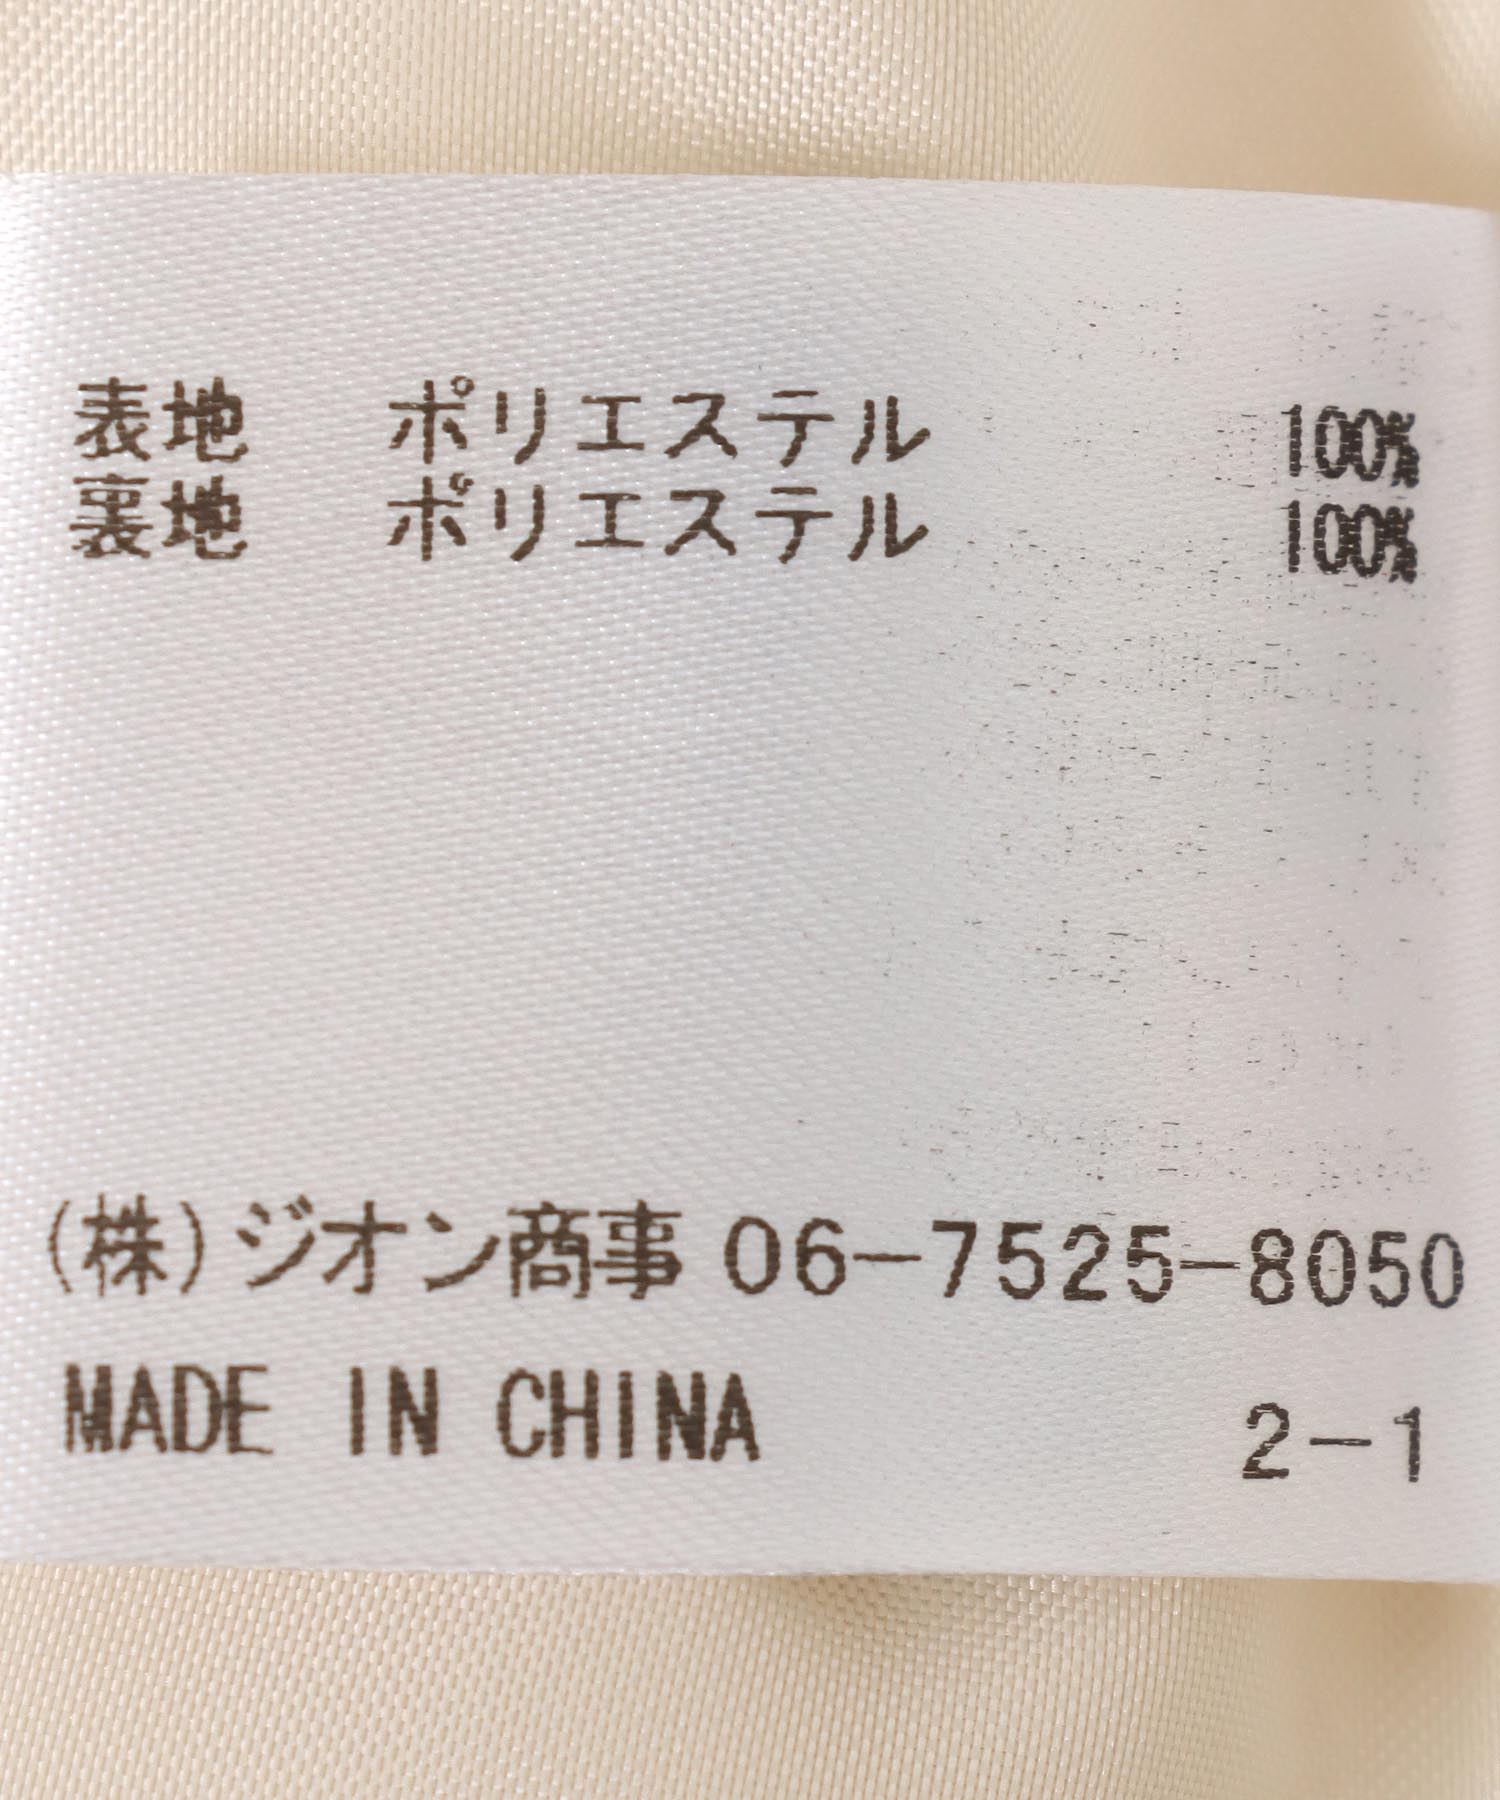 表地　ポリエステル　100%
裏地　ポリエステル　100%
(株)ジオン商事 06-7525-8050
MADE IN CHINA 2-1